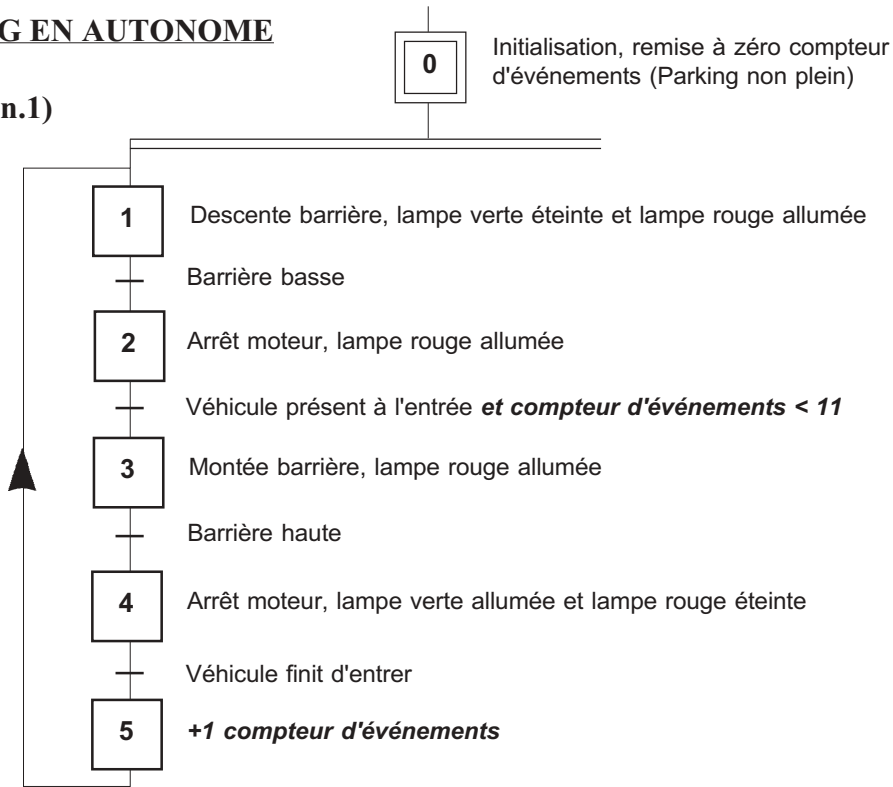 G EN AUTONOME
n.1)
0
Initialisation, remise à zéro compteur
d'événements (Parking non plein)
1
Descente barrière, lampe verte éteinte et lampe rouge allumée
Barrière basse
2
Arrêt moteur, lampe rouge allumée
Véhicule présent à l'entrée et compteur d'événements < 11
3
Montée barrière, lampe rouge allumée
Barrière haute
4
Arrêt moteur, lampe verte allumée et lampe rouge éteinte
Véhicule finit d'entrer
5
+1 compteur d'événements